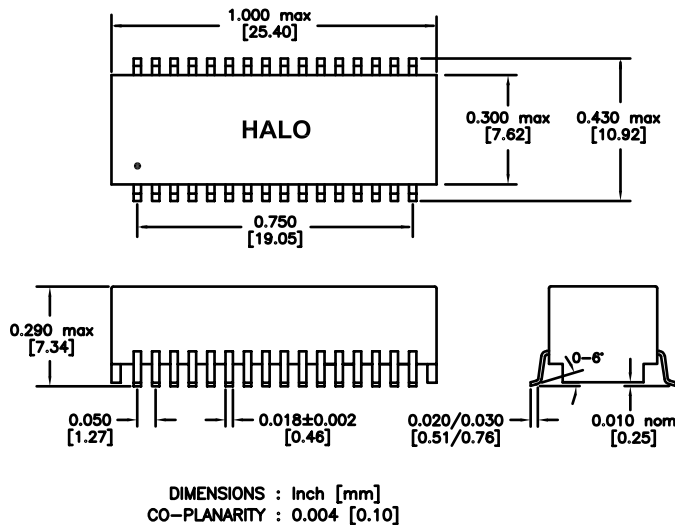 1.000 max
[25.40]
HALO
0.300 max
[7.62]
0.430 max
[10.92]
0.750
[19.05]
0.290 max
[7.34]
0-6°
0.050
[1.27]
0.018±0.002
[0.46]
0.020/0.030
[0.51/0.76]
0.010 nom
[0.25]
DIMENSIONS : Inch [mm]
CO-PLANARITY : 0.004 [0.10]